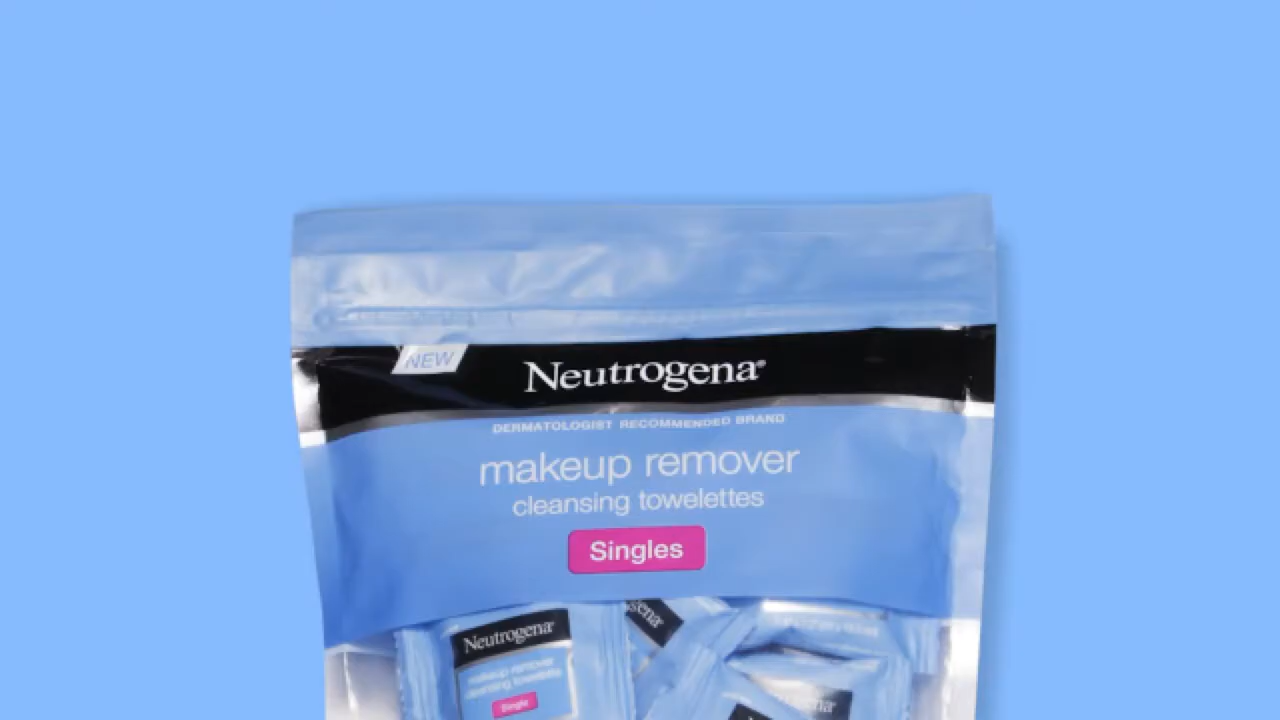 NEW
Neutrogena®
DERMATOLOGIST RECOMMENDED BRAND
makeup remover
cleansing towelettes
Singles
Neutrogena
makeup remover
cleansing towelettes
Single